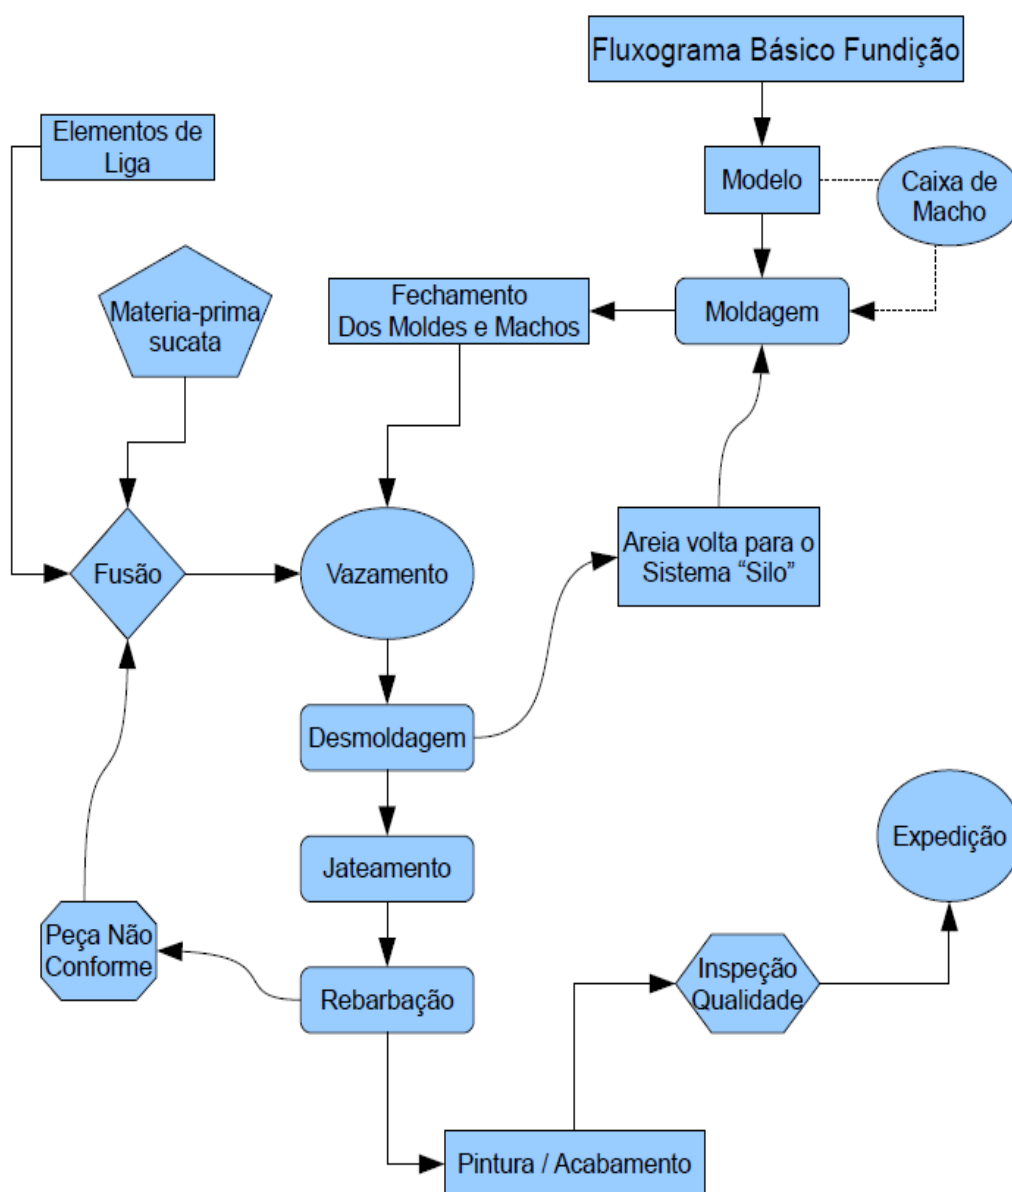 Fluxograma Básico Fundição
Elementos de
Liga
Modelo
Caixa de
Macho
Materia-prima
sucata
Fechamento
Dos Moldes e Machos
Moldagem
Fusão
Vazamento
Areia volta para o
Sistema “Silo”
Desmoldagem
Jateamento
Expedição
Peça Não
Conforme
Rebarbação
Inspeção
Qualidade
Pintura / Acabamento